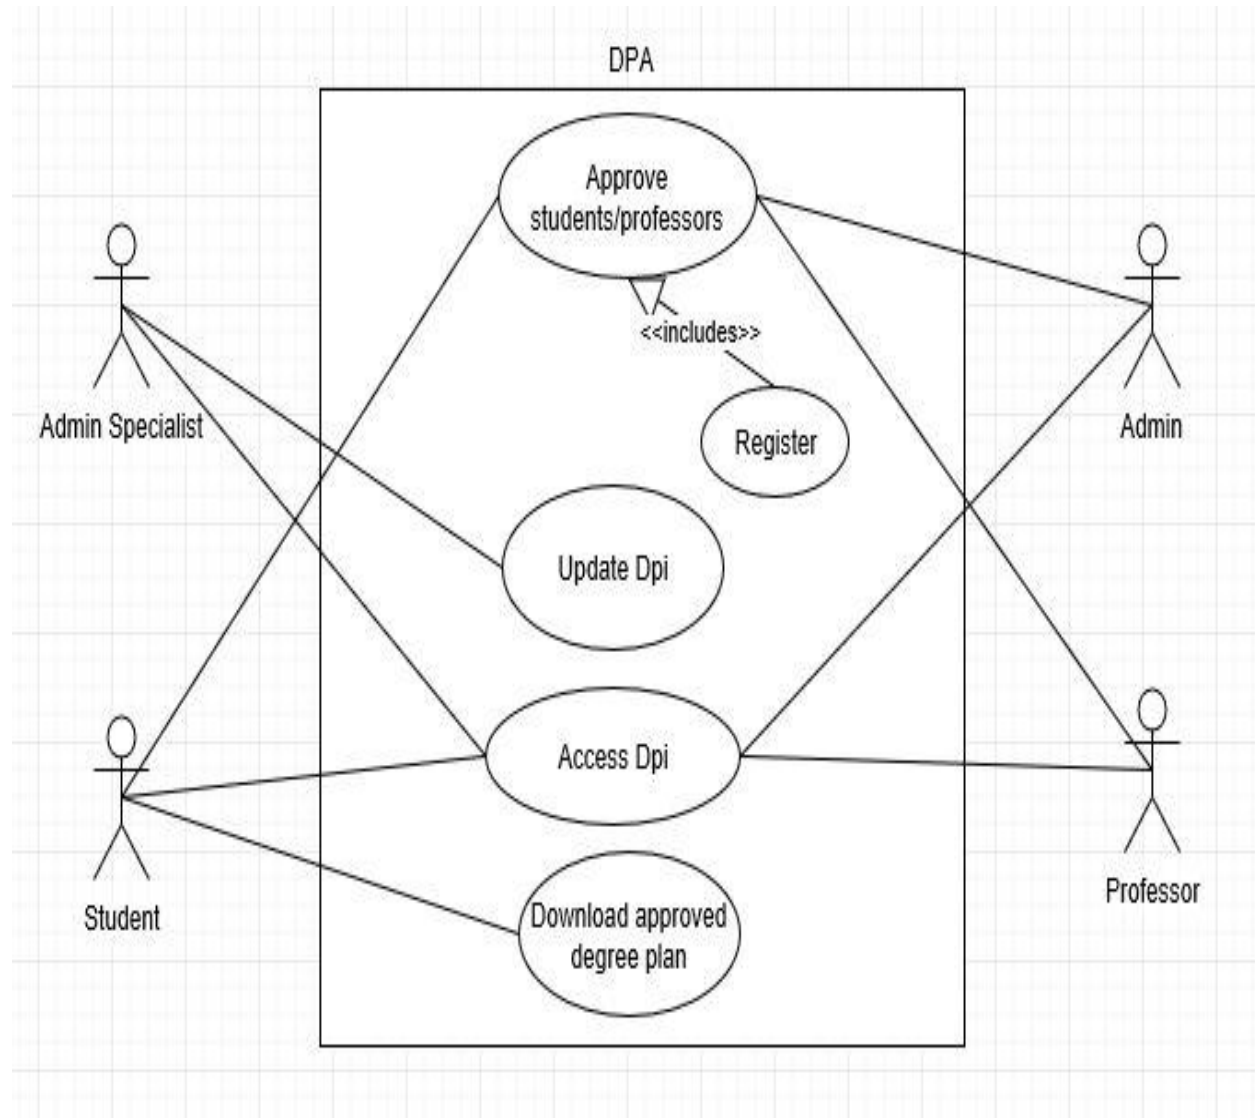 DPA
Approve
students/professors
<<includes>>
Admin Specialist
Admin
Register
Update Dpi
Access Dpi
Student
Professor
Download approved
degree plan